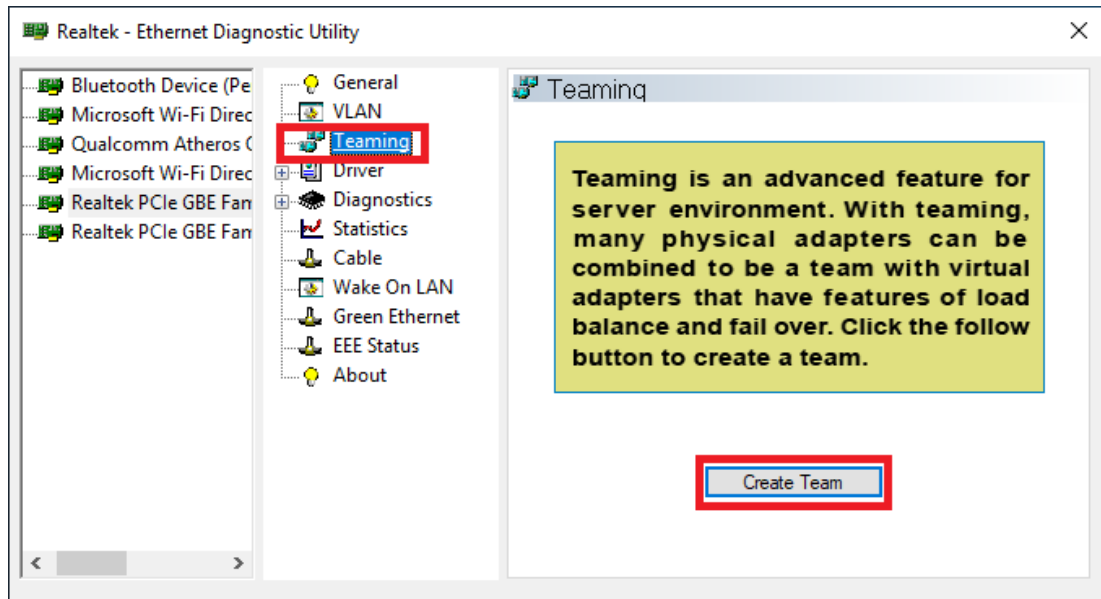 Realtek - Ethernet Diagnostic Utility
Bluetooth Device (Pe
Microsoft Wi-Fi Direc
Qualcomm Atheros (
Microsoft Wi-Fi Direc
Realtek PCIe GBE Fam
Realtek PCIe GBE Fam
General
VLAN
Teaming
Driver
Diagnostics
Statistics
Cable
Wake On LAN
Green Ethernet
EEE Status
About
Teaming
Teaming is an advanced feature for
server environment. With teaming,
many physical adapters can be
combined to be a team with virtual
adapters that have features of load
balance and fail over. Click the follow
button to create a team.
Create Team